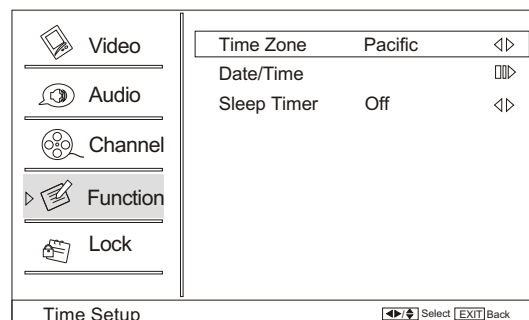 Video
Audio
Channel
Function
Lock
Time Zone Pacific
Date/Time
Sleep Timer Off
Time Setup Select EXIT Back